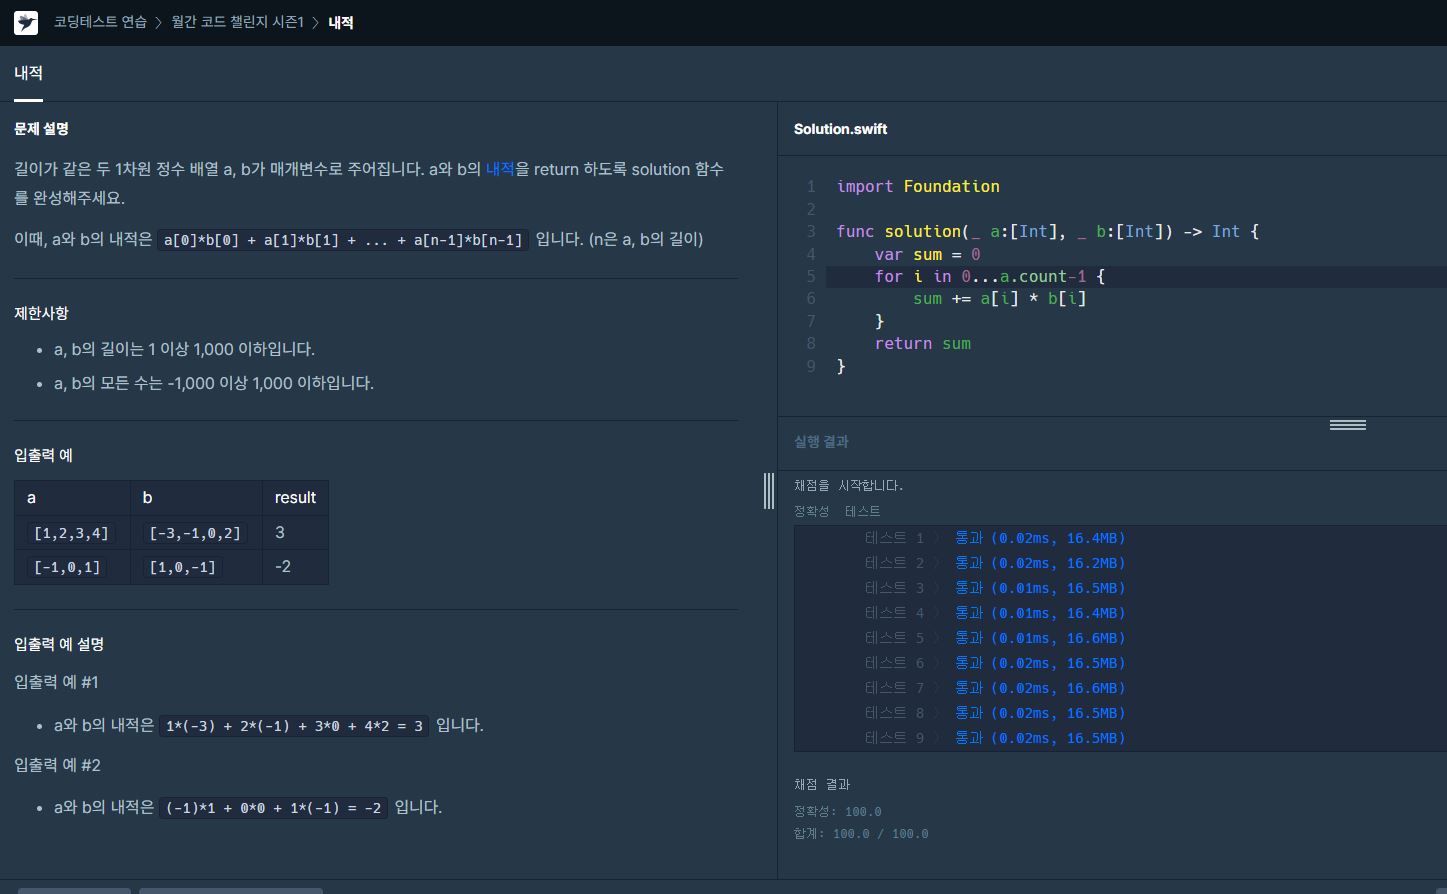 코딩테스트 연습 > 월간 코드 챌린지 시즌1 > 내적
내적
문제 설명
길이가 같은 두 1차원 정수 배열 a, b가 매개변수로 주어집니다. a와 b의 내적을 return 하도록 solution 함수
를 완성해주세요.
이때, a와 b의 내적은 a[0]*b[0] + a[1]*b[1] + ... + a[n-1]*b[n-1] 입니다. (n은 a, b의 길이)
제한사항
• a, b의 길이는 1 이상 1,000 이하입니다.
• a, b의 모든 수는 -1,000 이상 1,000 이하입니다.
입출력 예
a b result
[1,2,3,4] [-3,-1,0,2] 3
[-1,0,1] [1,0,-1] -2
입출력 예 설명
입출력 예 #1
• a와 b의 내적은 1*(-3) + 2*(-1) + 3*0 + 4*2 = 3 입니다.
입출력 예 #2
• a와 b의 내적은 (-1)*1 + 0*0 + 1*(-1) = -2 입니다.
Solution.swift
1 import Foundation
2
3 func solution(_ a:[Int], _ b:[Int]) -> Int {
4     var sum = 0
5     for i in 0...a.count-1 {
6         sum += a[i] * b[i]
7     }
8     return sum
9 }
실행 결과
채점을 시작합니다.
정확성 테스트
테스트 1 > 통과 (0.02ms, 16.4MB)
테스트 2 > 통과 (0.02ms, 16.2MB)
테스트 3 > 통과 (0.01ms, 16.5MB)
테스트 4 > 통과 (0.01ms, 16.4MB)
테스트 5 > 통과 (0.01ms, 16.6MB)
테스트 6 > 통과 (0.02ms, 16.5MB)
테스트 7 > 통과 (0.02ms, 16.6MB)
테스트 8 > 통과 (0.02ms, 16.5MB)
테스트 9 > 통과 (0.02ms, 16.5MB)
채점 결과
정확성: 100.0
합계: 100.0 / 100.0